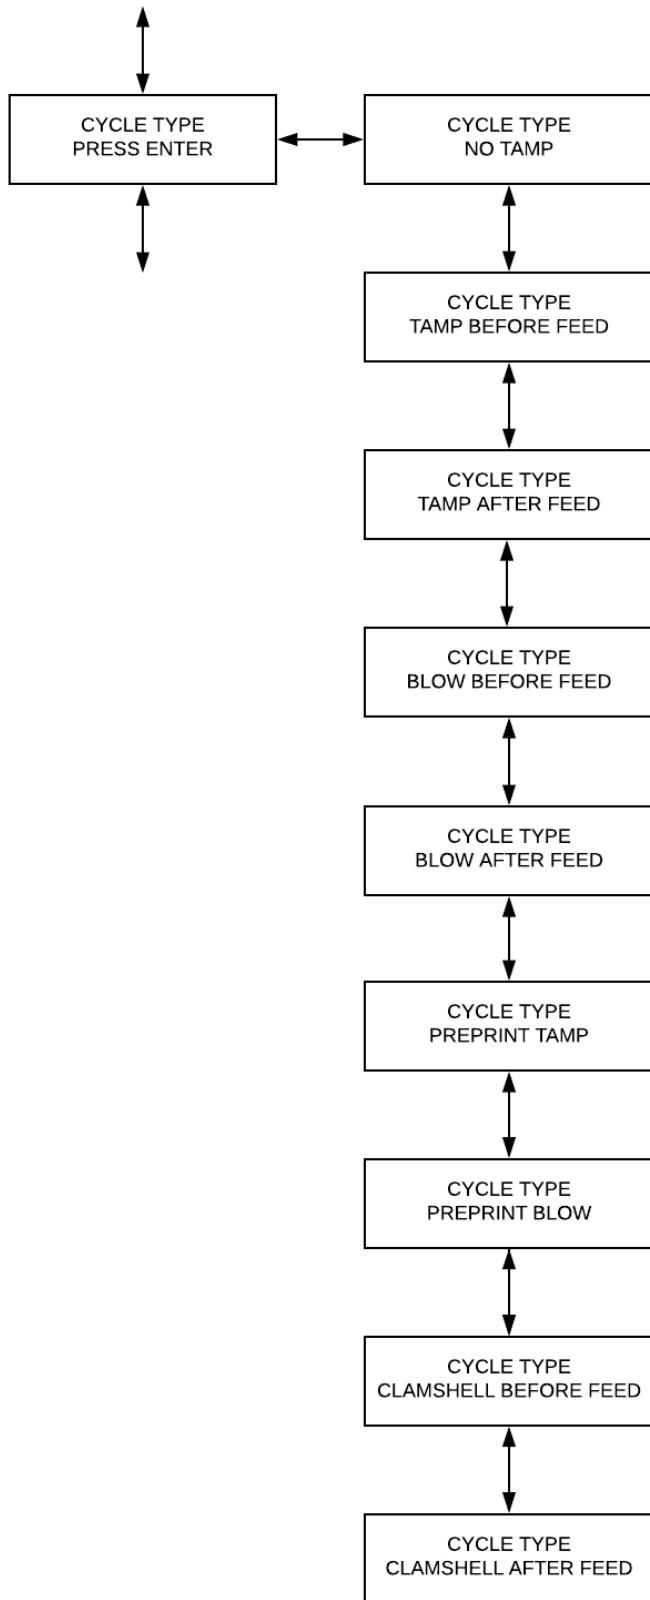 CYCLE TYPE
PRESS ENTER
CYCLE TYPE
NO TAMP
CYCLE TYPE
TAMP BEFORE FEED
CYCLE TYPE
TAMP AFTER FEED
CYCLE TYPE
BLOW BEFORE FEED
CYCLE TYPE
BLOW AFTER FEED
CYCLE TYPE
PREPRINT TAMP
CYCLE TYPE
PREPRINT BLOW
CYCLE TYPE
CLAMSHELL BEFORE FEED
CYCLE TYPE
CLAMSHELL AFTER FEED